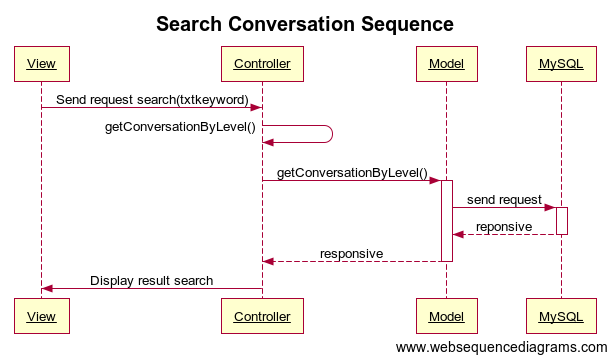 Search Conversation Sequence
View Controller Model MySQL
Send request search(txtkeyword)
getConversationByLevel()
getConversationByLevel()
send request
reponsive
responsive
Display result search
View Controller Model MySQL
www.websequencediagrams.com